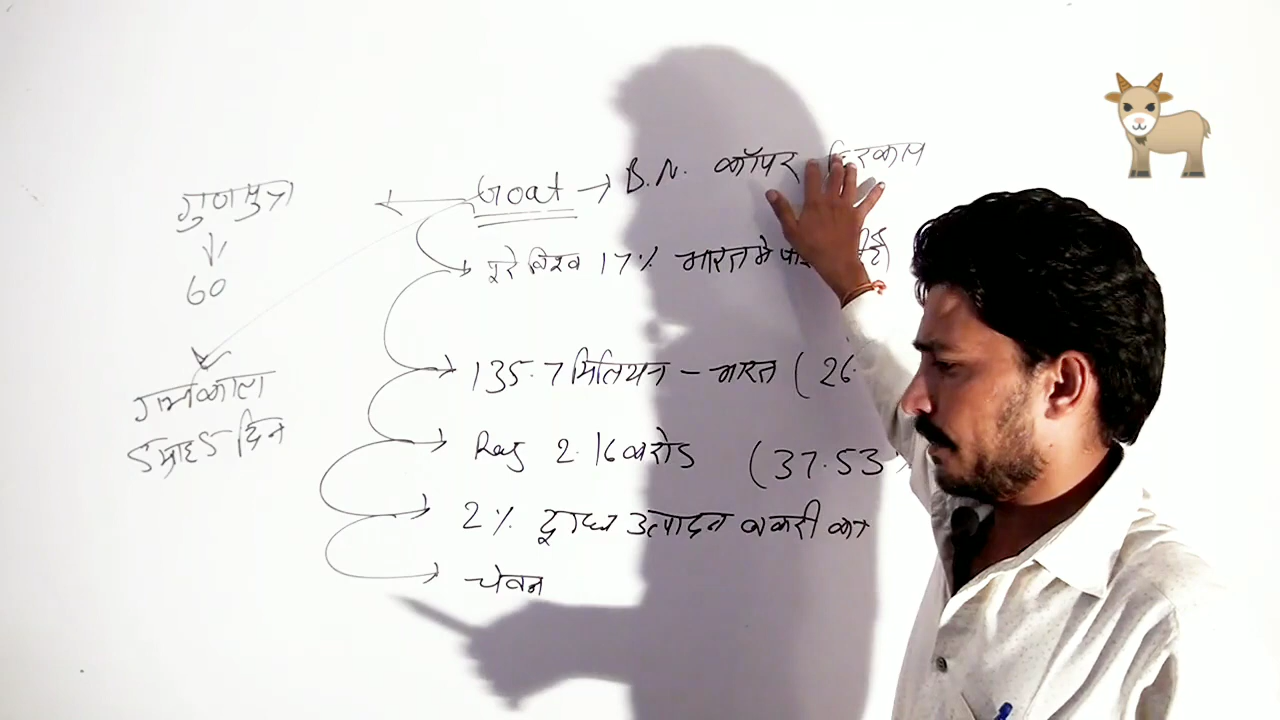 Goat → B.N. कॉपर हिरकाप
गुणसुत्र
↓
60
पूरे विश्व 17% भारत मे
135.7 मिलियन - भारत (26.
Raj 2.16 करोड (37.53
गर्भकाल
5 माह 5 दिन
2% दूग्ध उत्पादन बकरी का
चेवन